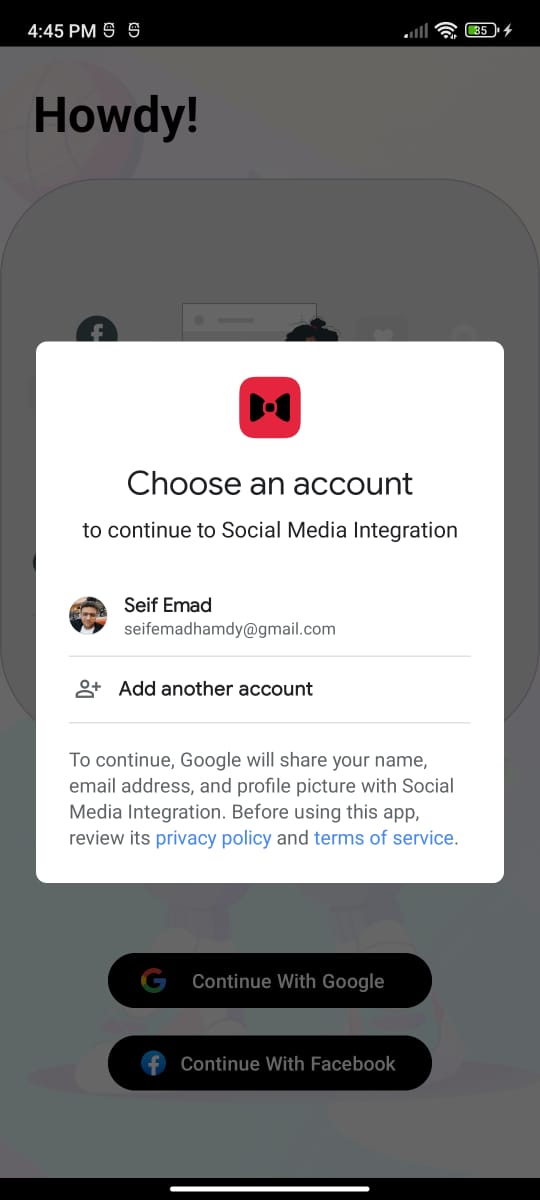 4:45 PM
35
Howdy!
Choose an account
to continue to Social Media Integration
Seif Emad
seifemadhamdy@gmail.com
Add another account
To continue, Google will share your name,
email address, and profile picture with Social
Media Integration. Before using this app,
review its privacy policy and terms of service.
Continue With Google
Continue With Facebook